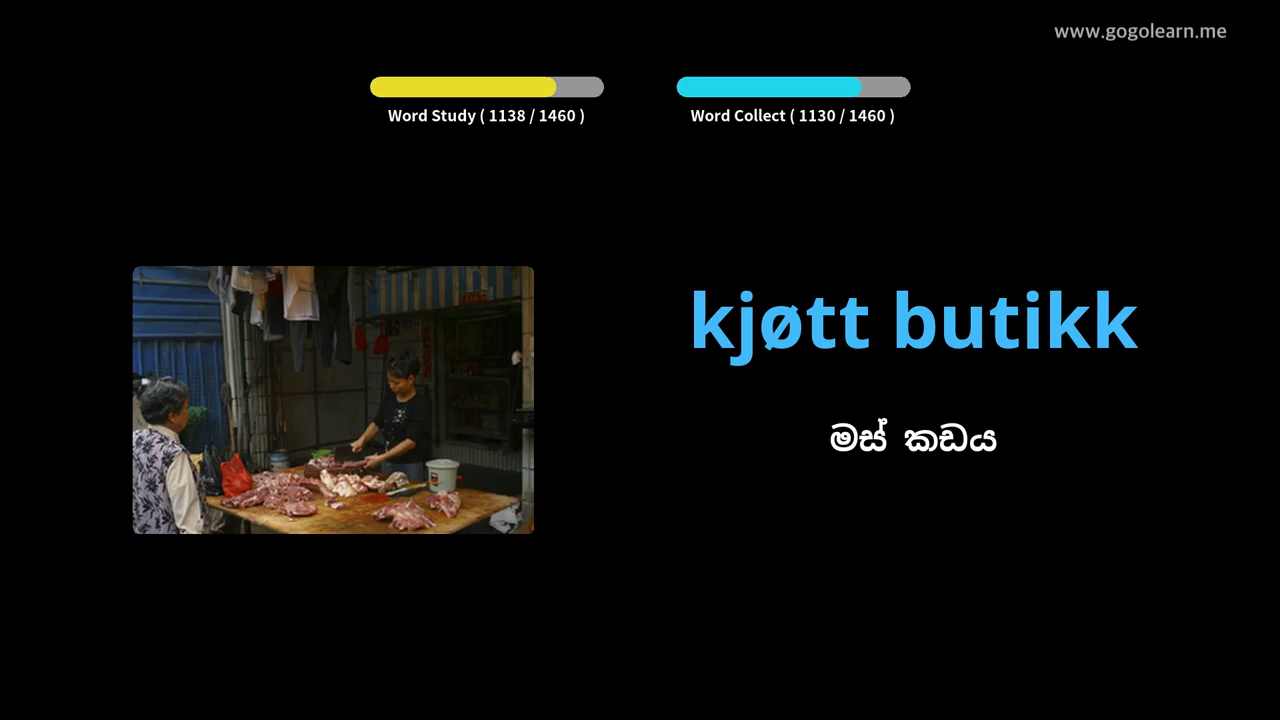 www.gogolearn.me
Word Study ( 1138 / 1460 )
Word Collect ( 1130 / 1460 )
kjøtt butikk
මස් කඩය